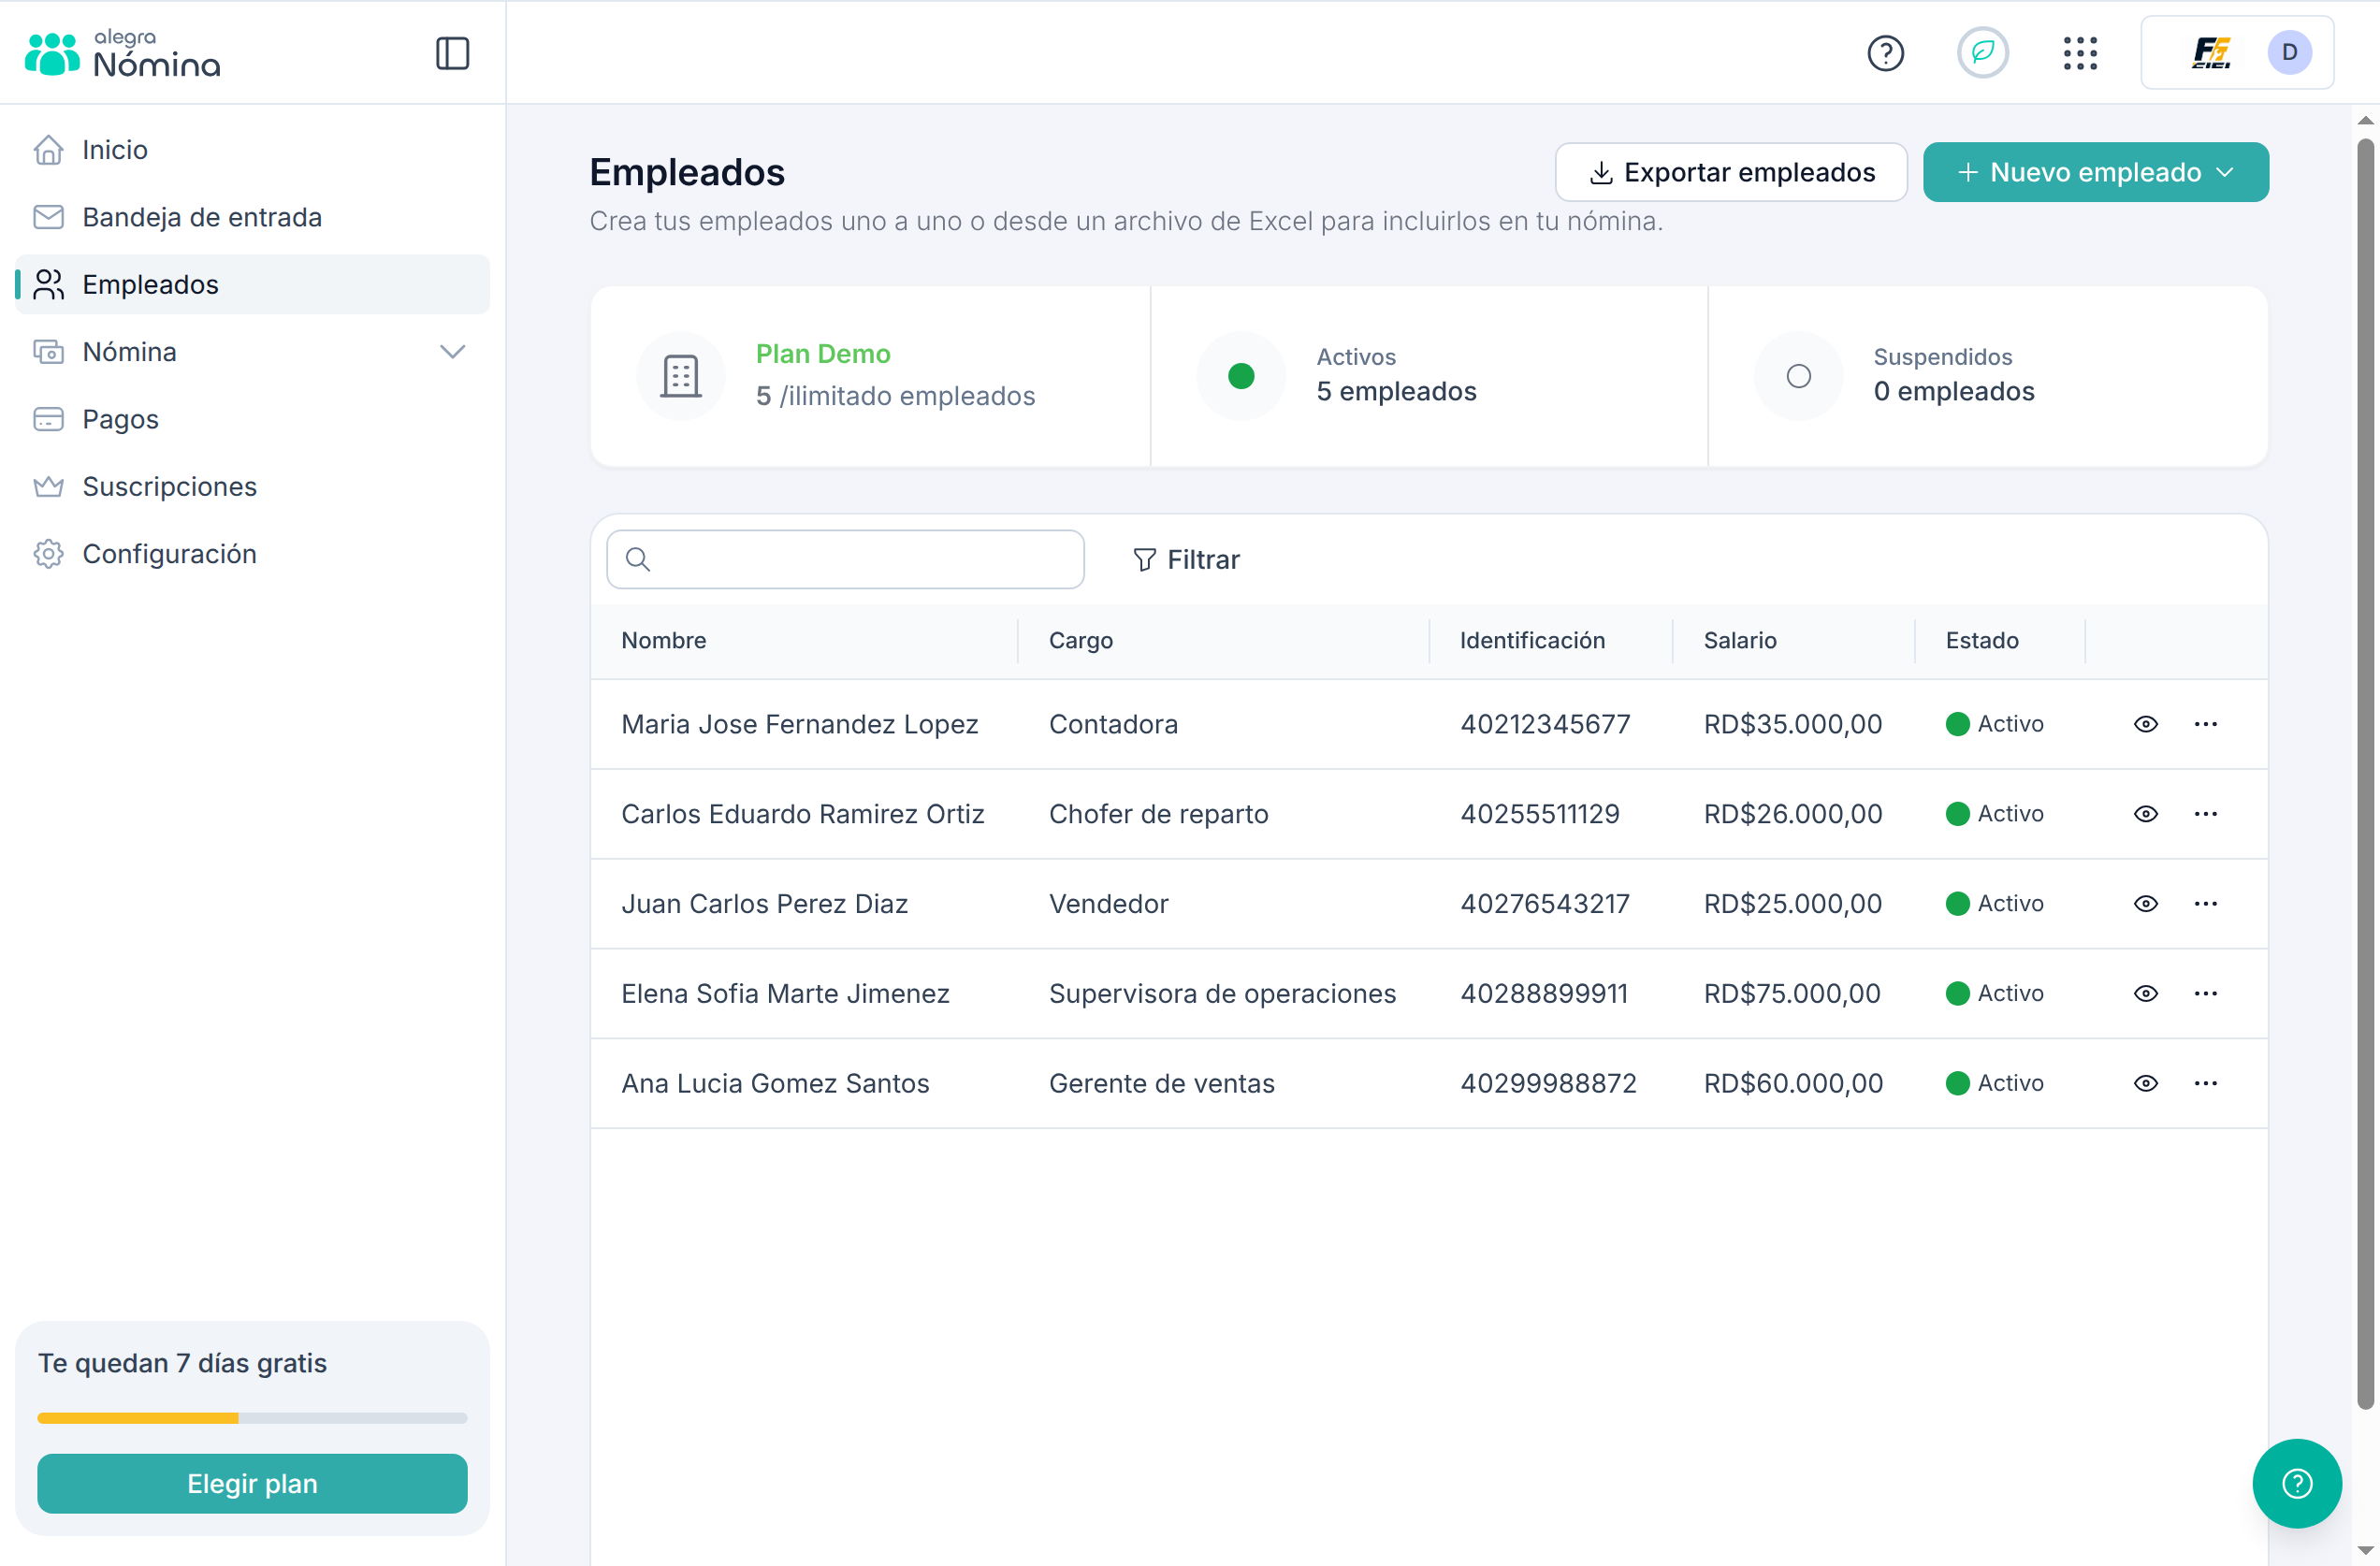 alegra
Nómina
D
Inicio
Bandeja de entrada
Empleados
Nómina
Pagos
Suscripciones
Configuración
Te quedan 7 días gratis
Elegir plan
Empleados
Exportar empleados
Nuevo empleado
Crea tus empleados uno a uno o desde un archivo de Excel para incluirlos en tu nómina.
Plan Demo
5 /ilimitado empleados
Activos
5 empleados
Suspendidos
0 empleados
Filtrar
Nombre Cargo Identificación Salario Estado
Maria Jose Fernandez Lopez Contadora 40212345677 RD$35.000,00 Activo
Carlos Eduardo Ramirez Ortiz Chofer de reparto 40255511129 RD$26.000,00 Activo
Juan Carlos Perez Diaz Vendedor 40276543217 RD$25.000,00 Activo
Elena Sofia Marte Jimenez Supervisora de operaciones 40288899911 RD$75.000,00 Activo
Ana Lucia Gomez Santos Gerente de ventas 40299988872 RD$60.000,00 Activo